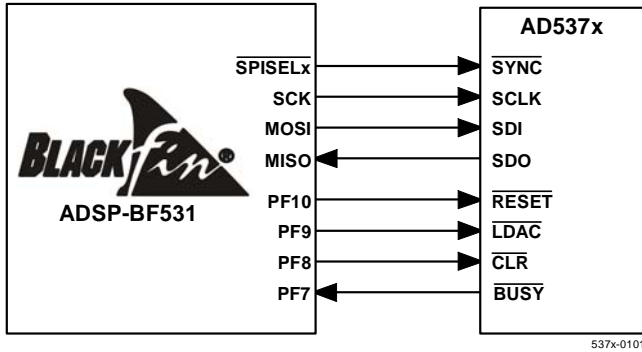 AD537x
SPISELx
SYNC
SCK
SCLK
MOSI
SDI
MISO
SDO
BLACKfin®
ADSP-BF531
PF10
RESET
PF9
LDAC
PF8
CLR
PF7
BUSY
537x-0101